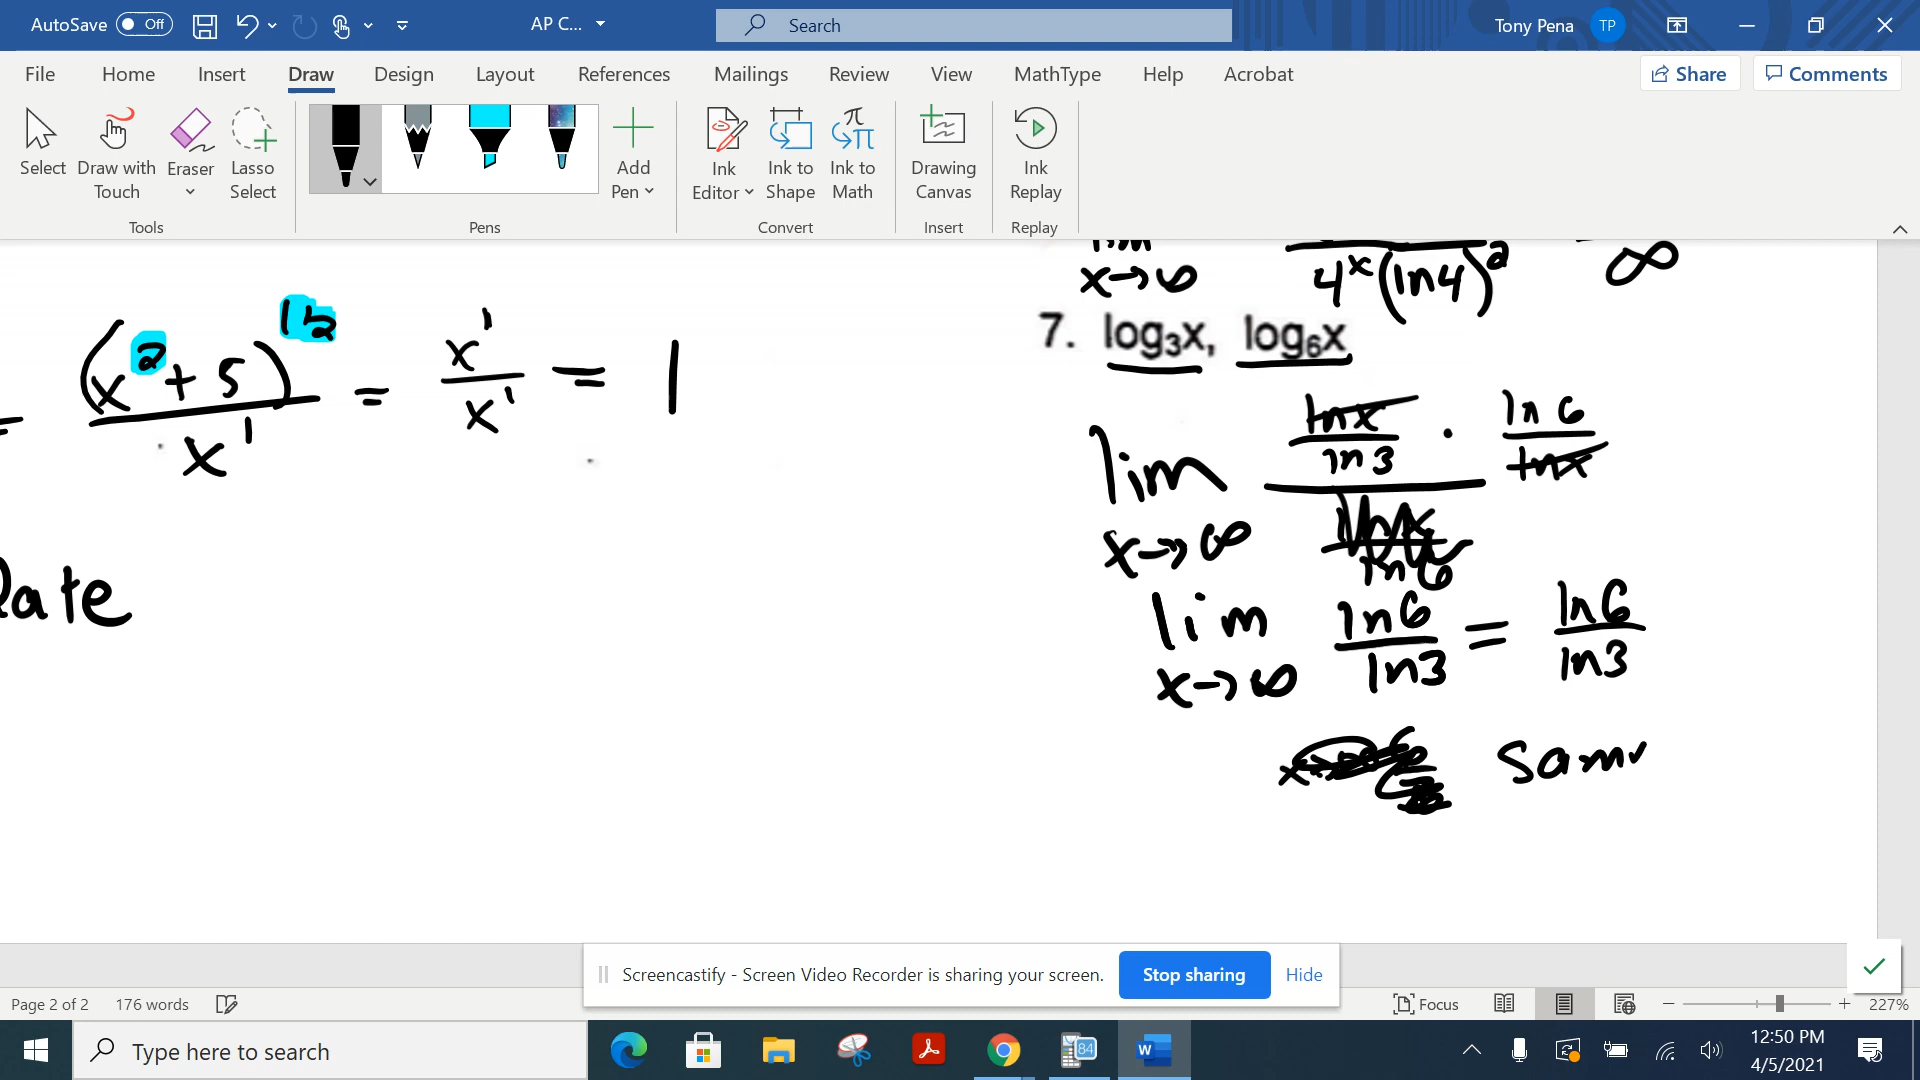 AutoSave Off AP C... Search Tony Pena TP
File Home Insert Draw Design Layout References Mailings Review View MathType Help Acrobat Share Comments
Select Draw with Touch Eraser Lasso Select Add Pen Ink Editor Ink to Shape Ink to Math Drawing Canvas Ink Replay
Tools Pens Convert Insert Replay
lim x→∞ 4^x(ln4)^2 ∞
(x^2+5)^1/2 / x^1 = x^1/x^1 = 1
7. log₃x, log₆x
lim x→∞ lnx/ln3 · ln6/lnx
ln6
lim x→∞ ln6/ln3 = ln6/ln3
Rate
Sam
Screencastify - Screen Video Recorder is sharing your screen. Stop sharing Hide
Page 2 of 2 176 words Focus 227%
Type here to search 84 W 12:50 PM
4/5/2021